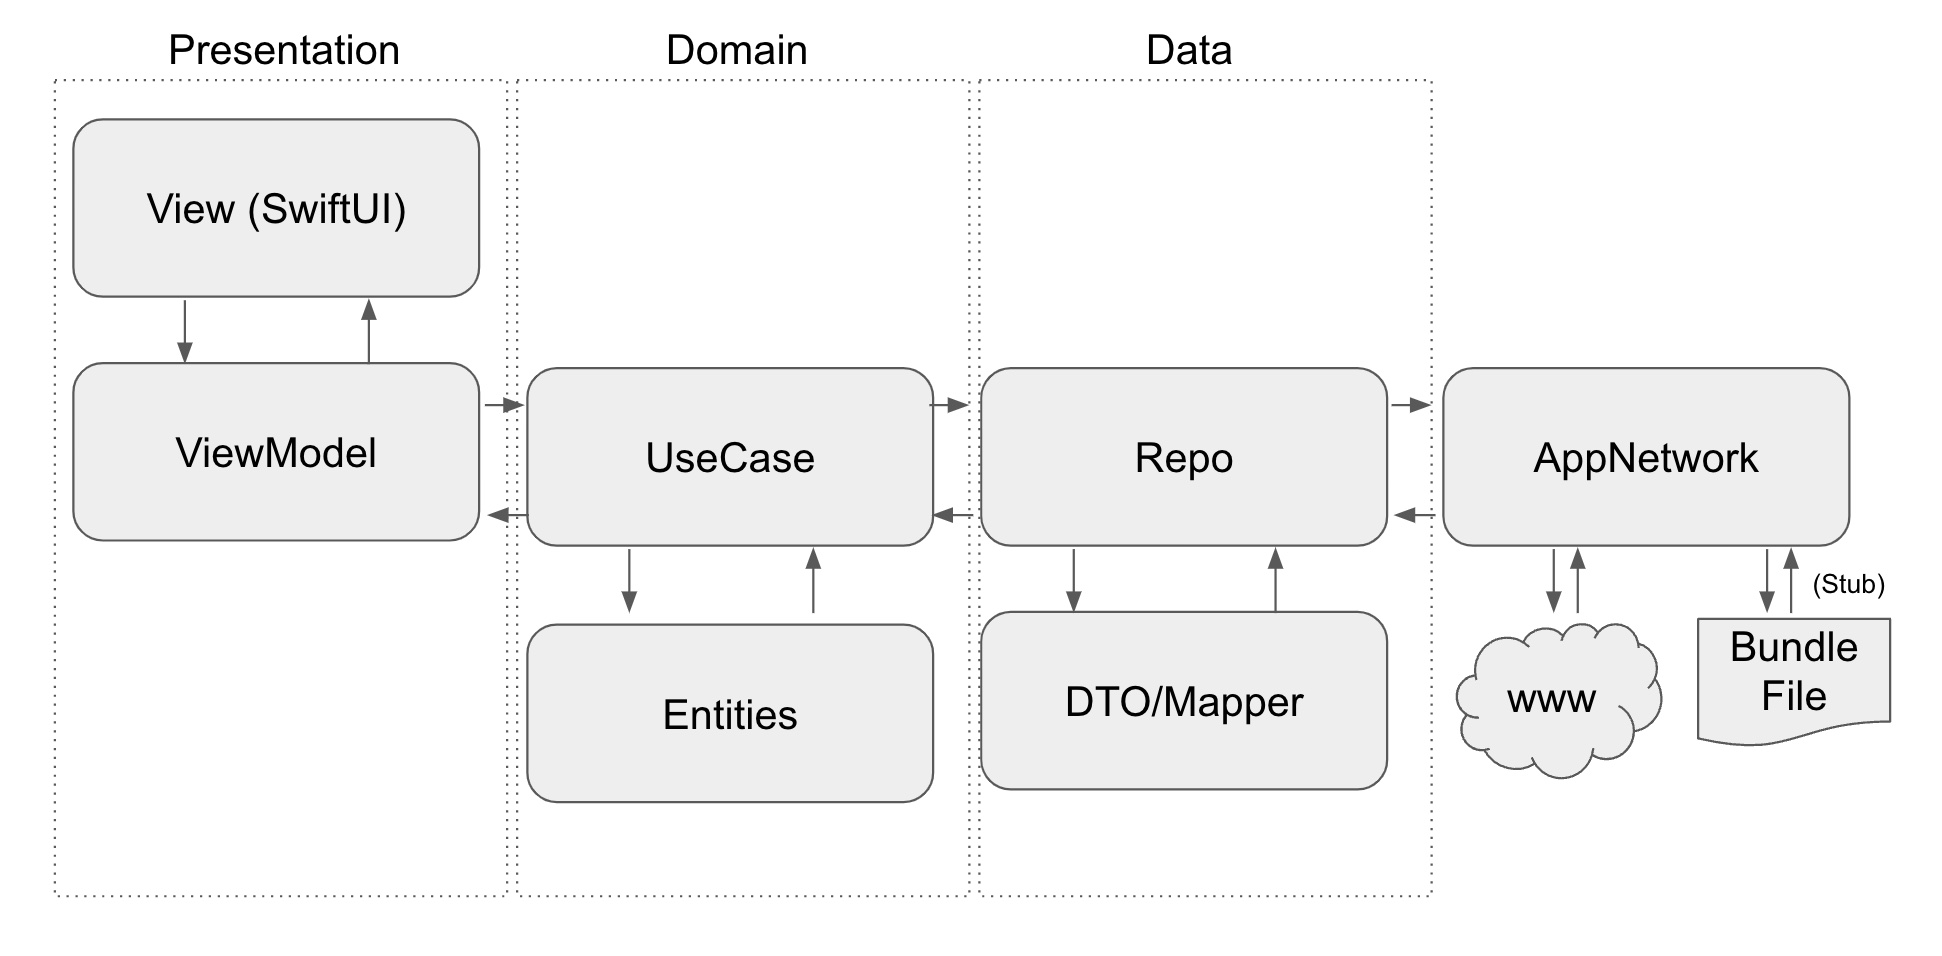 Presentation
Domain
Data
View (SwiftUI)
ViewModel
UseCase
Repo
AppNetwork
(Stub)
Entities
DTO/Mapper
www
Bundle
File